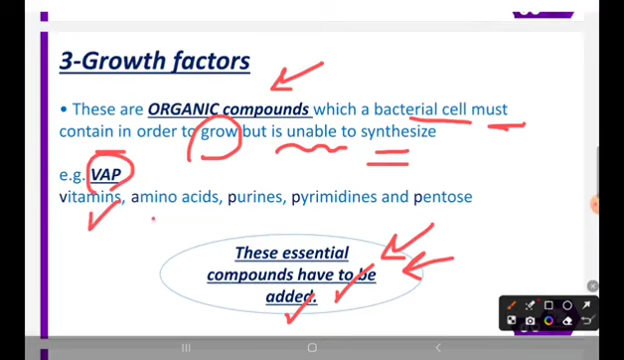 3-Growth factors
• These are ORGANIC compounds which a bacterial cell must
contain in order to grow but is unable to synthesize
e.g. VAP
vitamins, amino acids, purines, pyrimidines and pentose
These essential
compounds have to be
added.